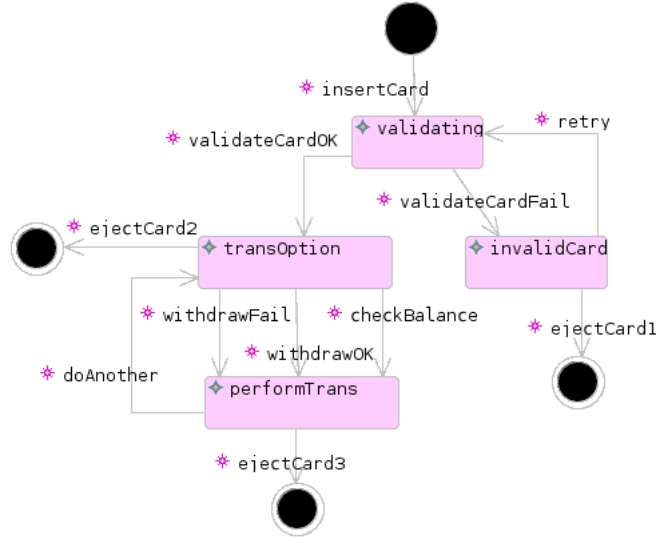 insertCard
validating
retry
validateCardOK
validateCardFail
ejectCard2
transOption
invalidCard
withdrawFail
checkBalance
ejectCard1
withdrawOK
doAnother
performTrans
ejectCard3